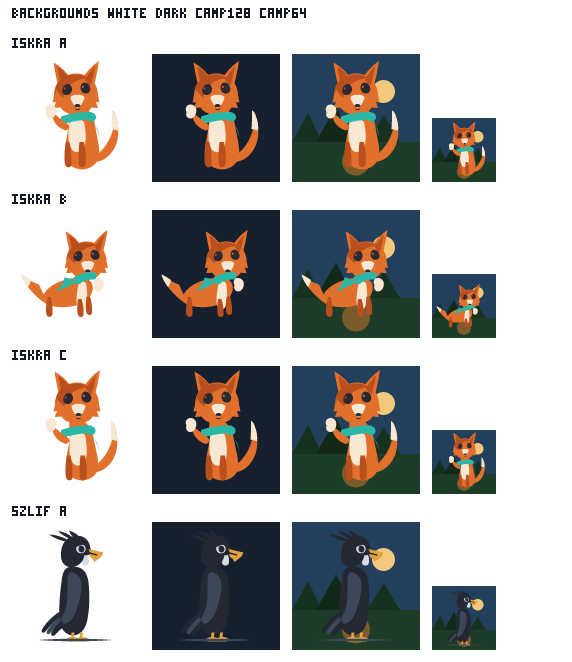 BACKGROUNDS WHITE DARK CAMP128 CAMP64
ISKRA A
ISKRA B
ISKRA C
SZLIF A